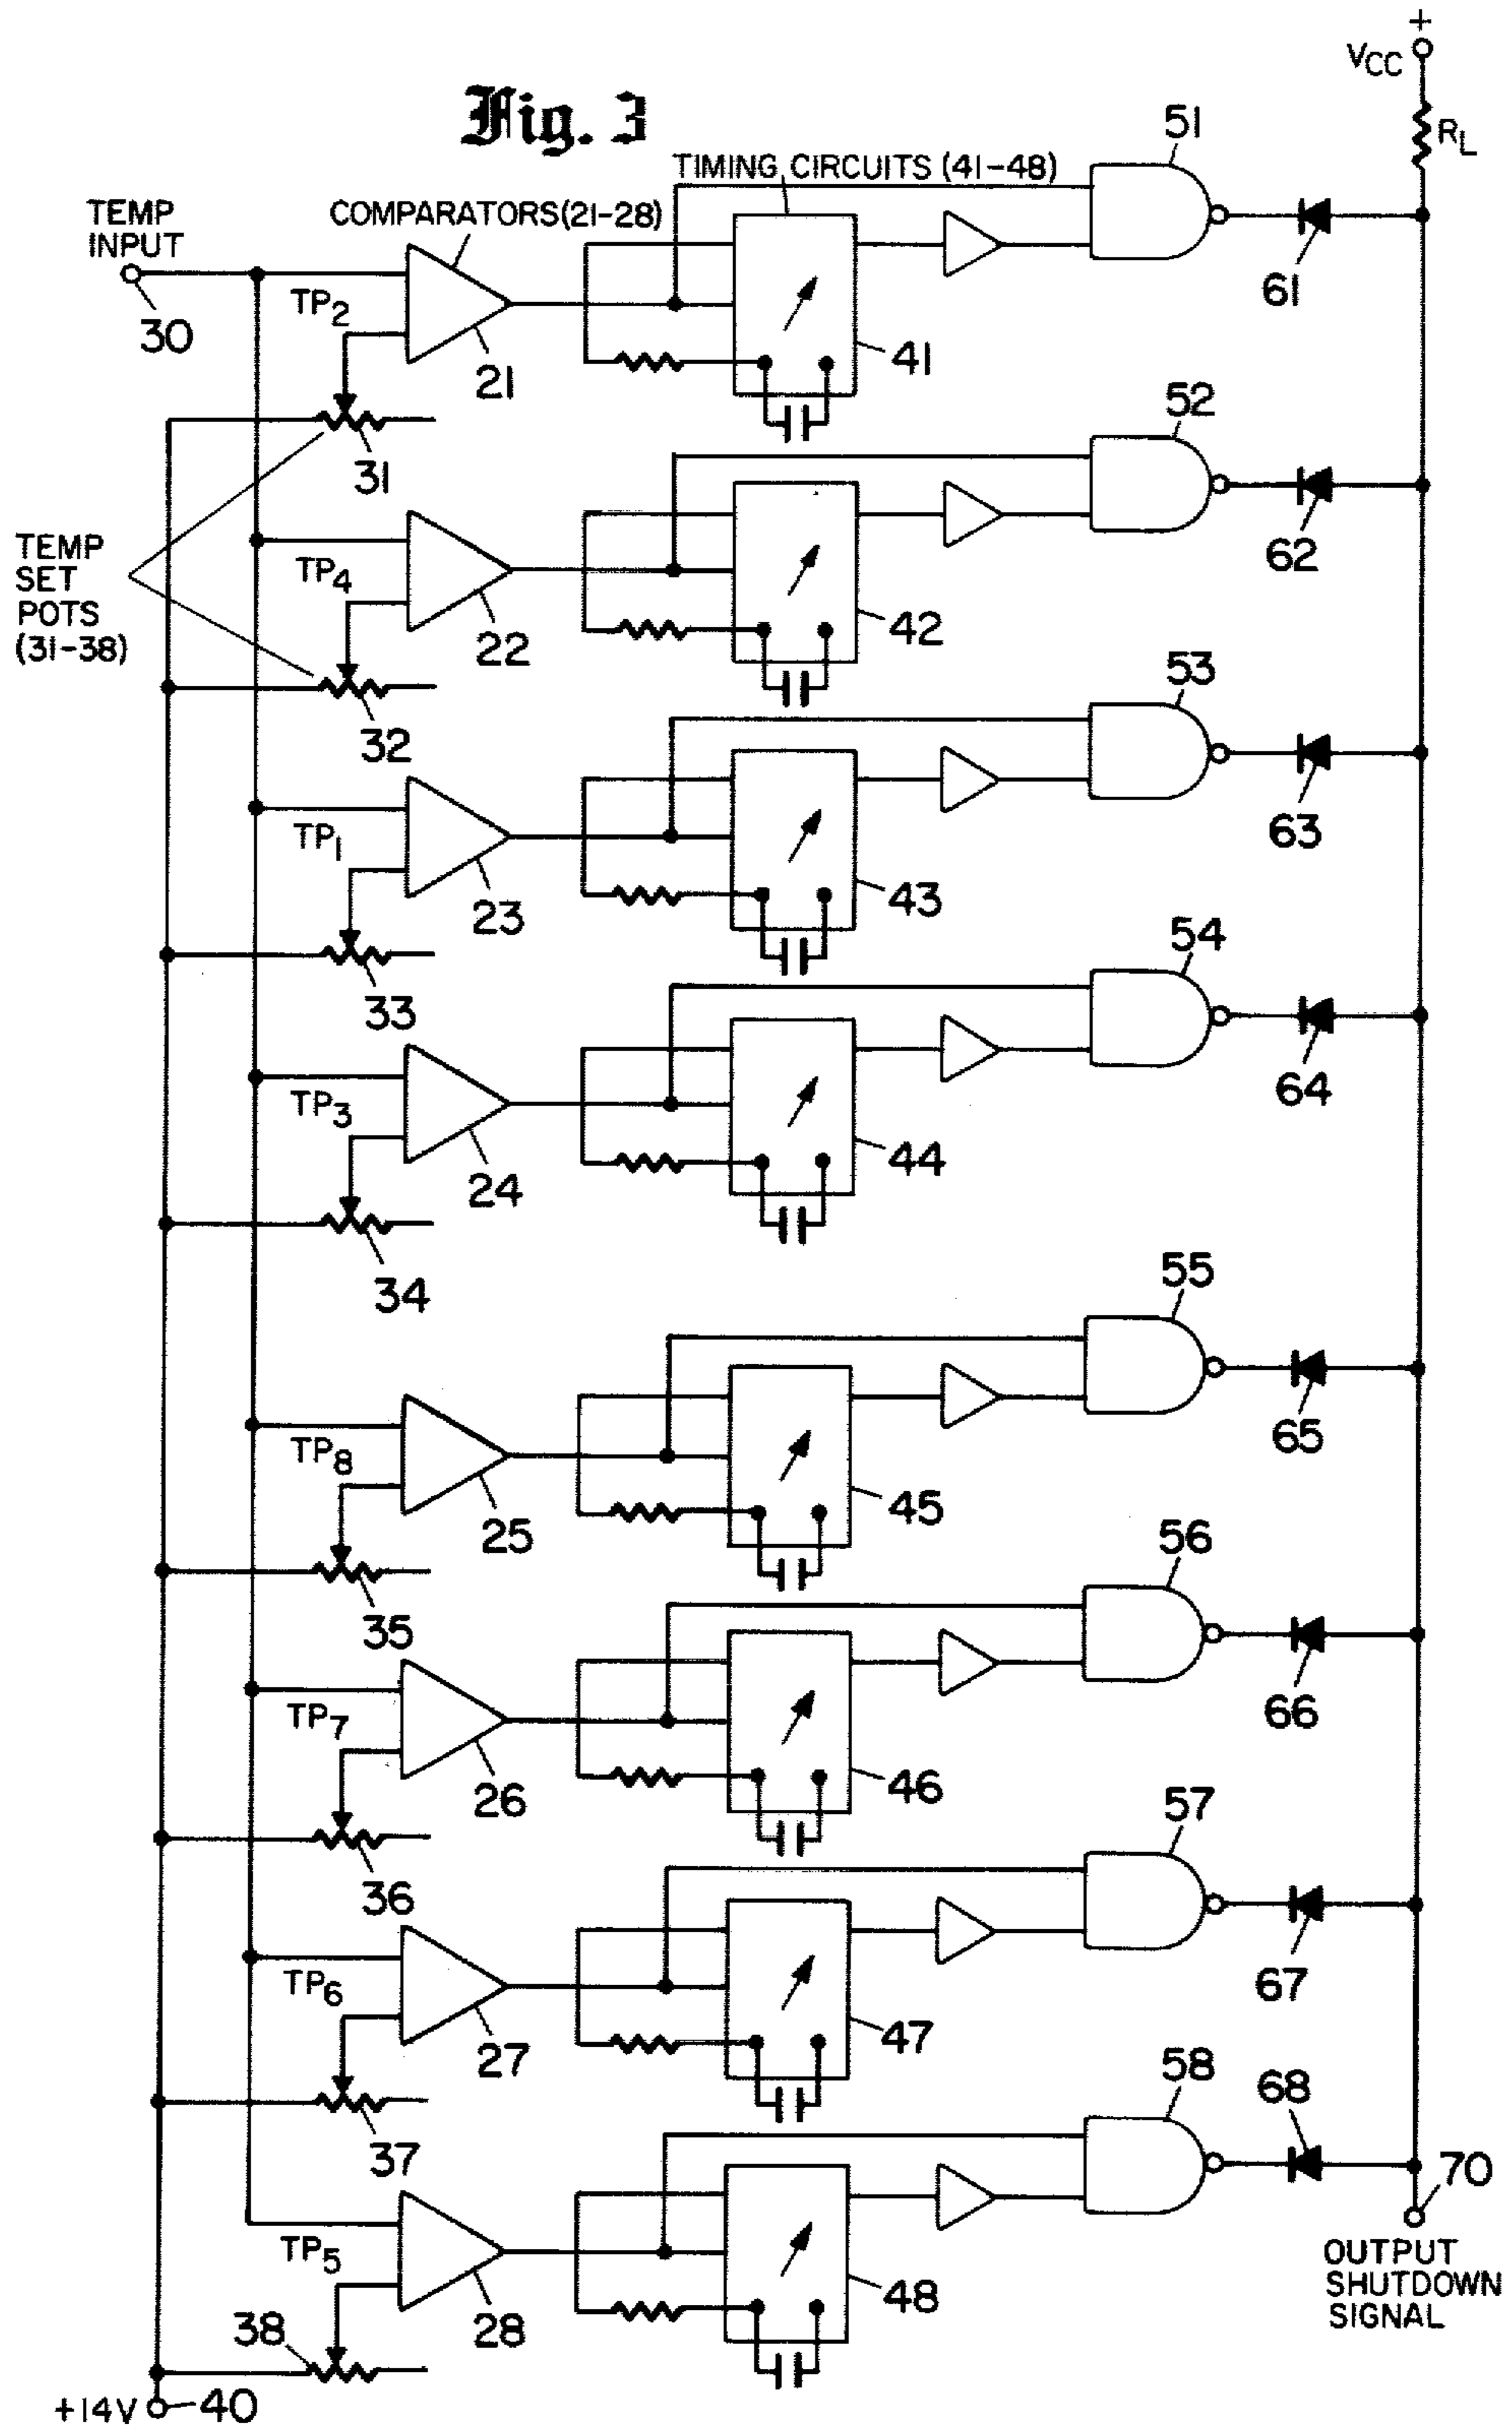 +
VCC
RL
Fig. 3
51
TIMING CIRCUITS (41-48)
TEMP
INPUT
COMPARATORS(21-28)
30
TP2
21
41
61
31
52
TEMP
SET
POTS
(31-38)
TP4
22
42
62
32
53
TP1
23
43
63
33
54
TP3
24
44
64
34
55
TP8
25
45
65
35
56
TP7
26
46
66
36
57
TP6
27
47
67
37
58
68
70
TP5
28
48
OUTPUT
SHUTDOWN
SIGNAL
38
+14V
40